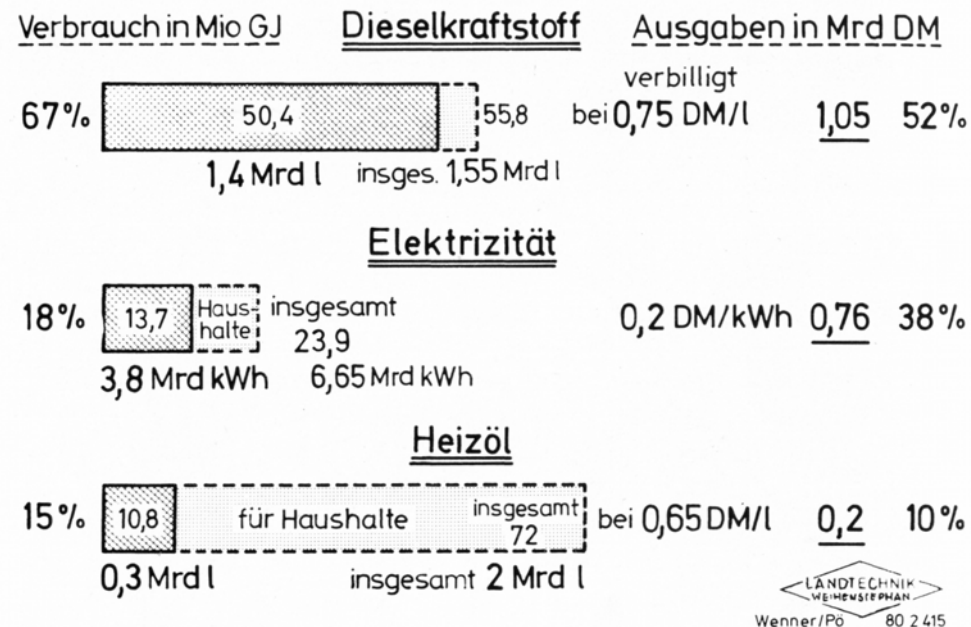 Verbrauch in Mio GJ Dieselkraftstoff Ausgaben in Mrd DM
verbilligt
67% 50,4 55,8 bei 0,75 DM/l 1,05 52%
1,4 Mrd l insges. 1,55 Mrd l
Elektrizität
18% 13,7 Haus- insgesamt 0,2 DM/kWh 0,76 38%
halte 23,9
3,8 Mrd kWh 6,65 Mrd kWh
Heizöl
15% 10,8 für Haushalte insgesamt bei 0,65 DM/l 0,2 10%
72
0,3 Mrd l insgesamt 2 Mrd l
LANDTECHNIK
WEIHENSTEPHAN
Wenner/Pö 80 2 415